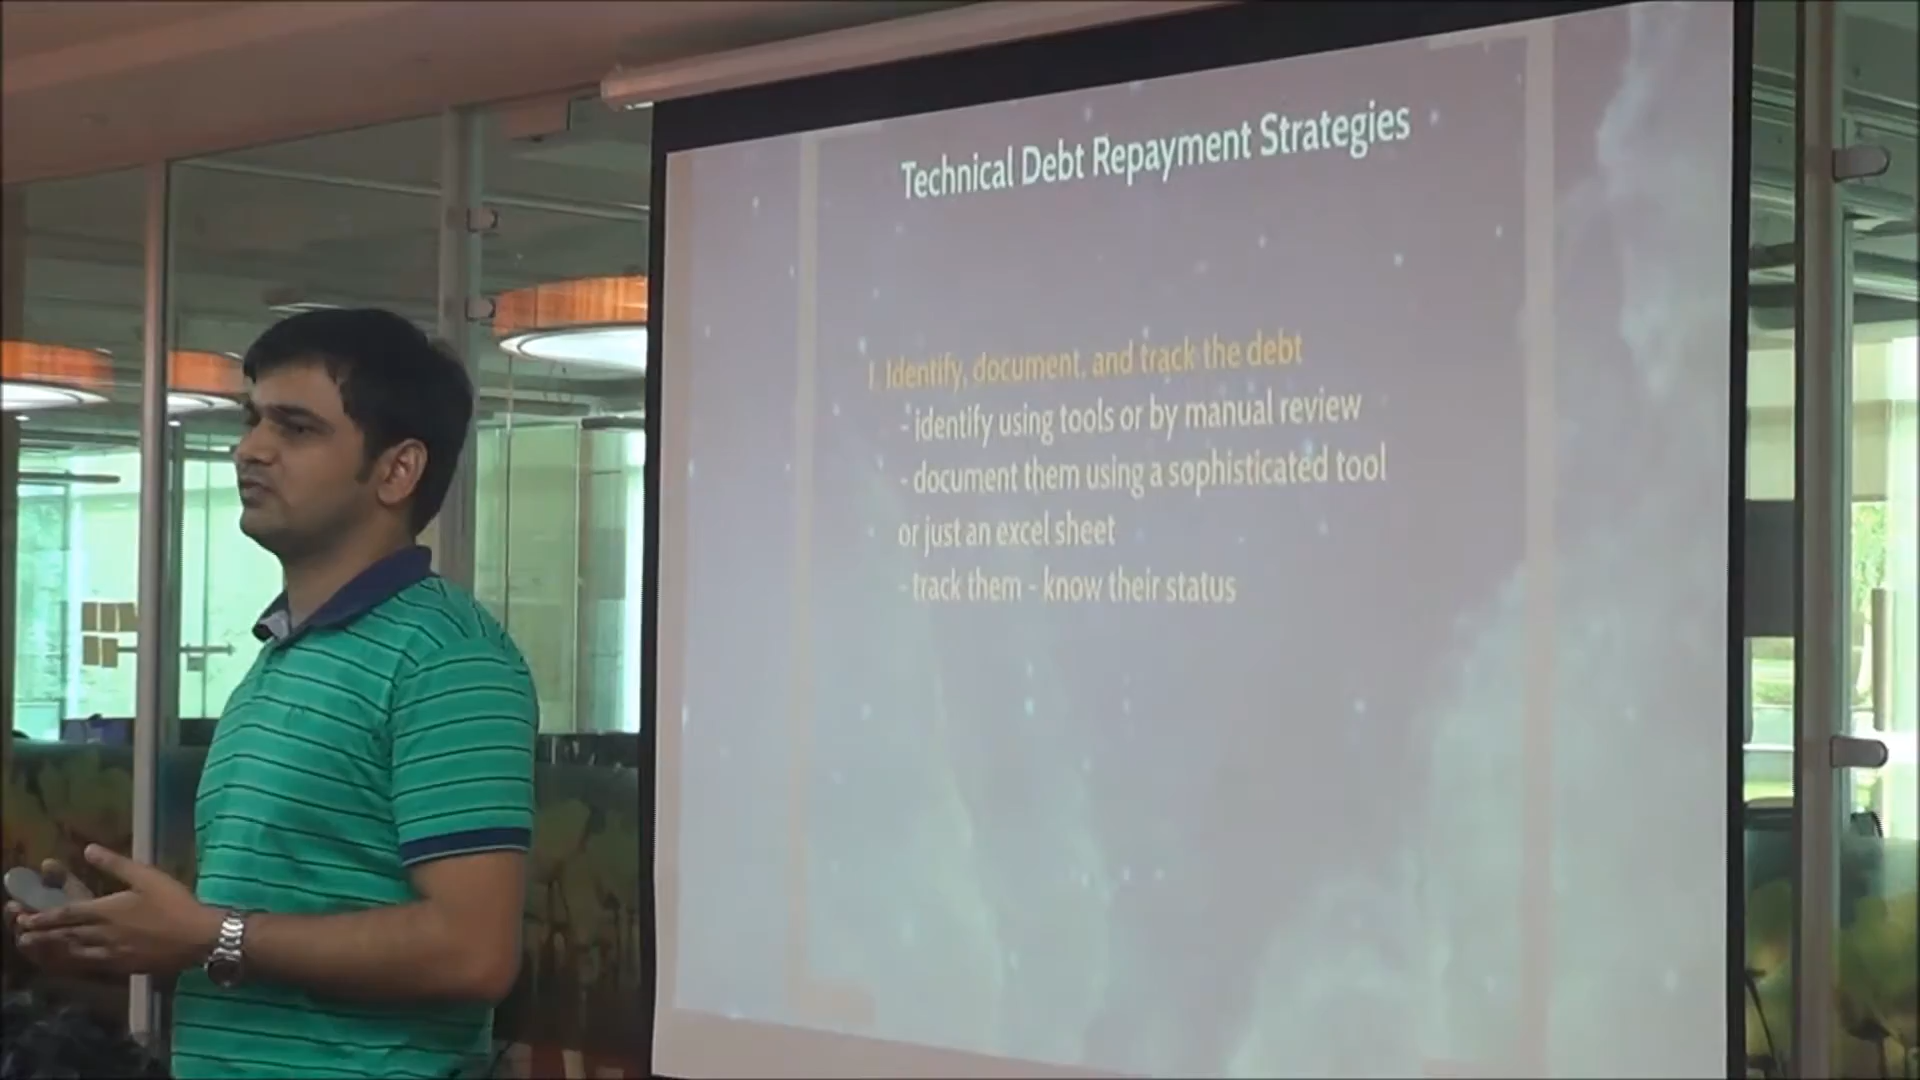 Technical Debt Repayment Strategies
1. Identify, document, and track the debt
- identify using tools or by manual review
- document them using a sophisticated tool
or just an excel sheet
- track them - know their status